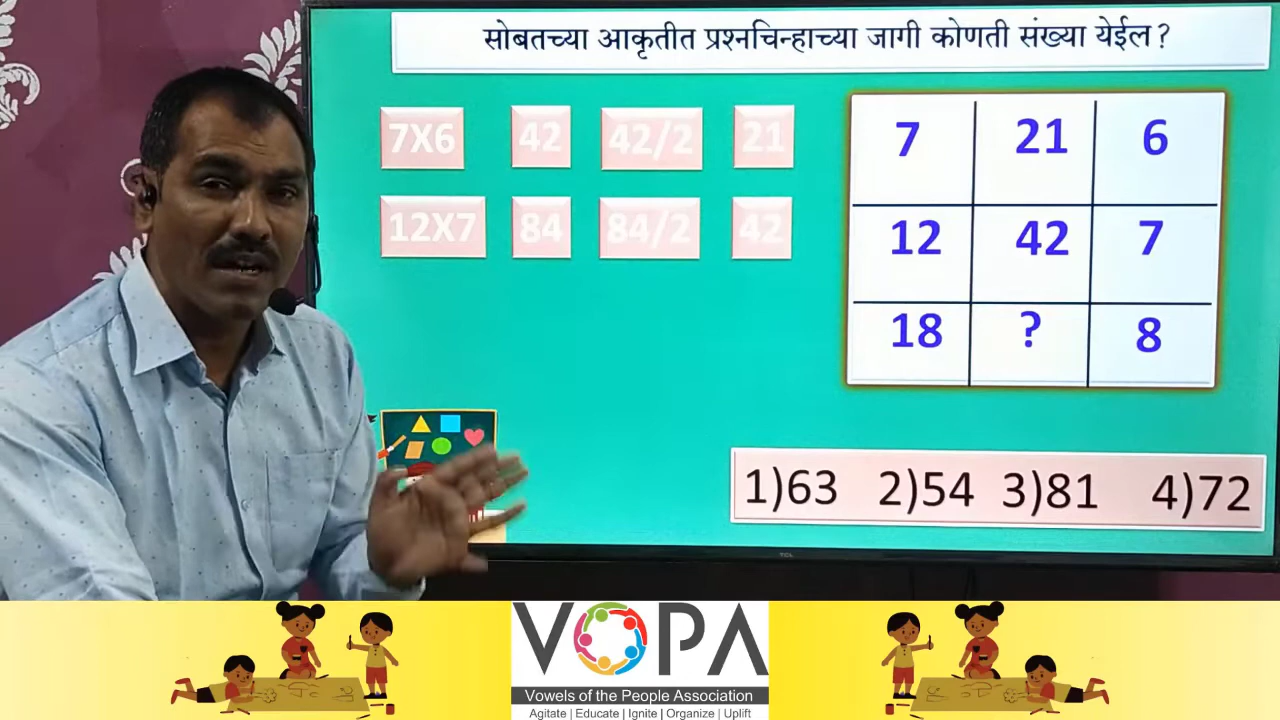 सोबतच्या आकृतीत प्रश्नचिन्हाच्या जागी कोणती संख्या येईल?
7X6 42 42/2 21
12X7 84 84/2 42
7 21 6
12 42 7
18 ? 8
1)63 2)54 3)81 4)72
TCL
VOPA
Vowels of the People Association
Agitate | Educate | Ignite | Organize | Uplift